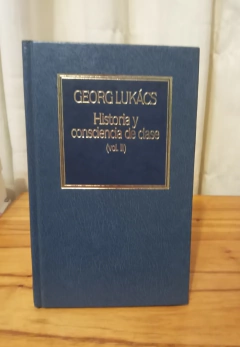 GEORG LUKÁCS
Historia y
consciencia de clase
(vol. II)